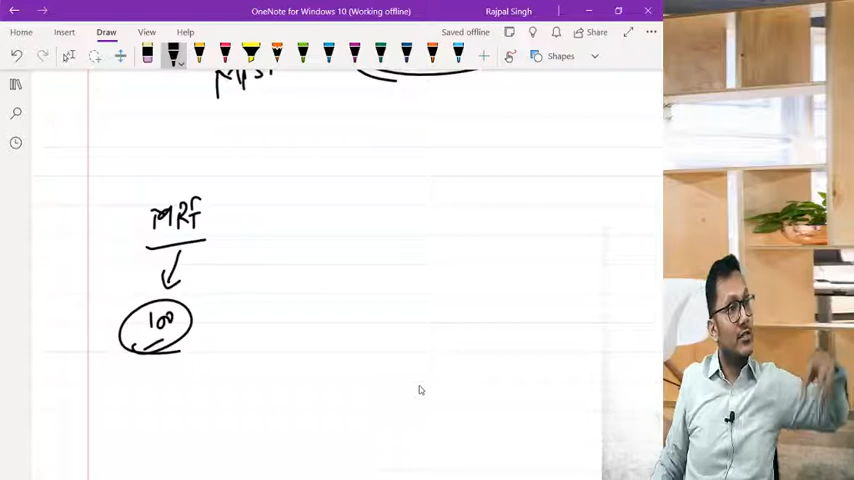 OneNote for Windows 10 (Working offline)
Rajpal Singh
Home Insert Draw View Help
Saved offline
Share
Shapes
MRF
100